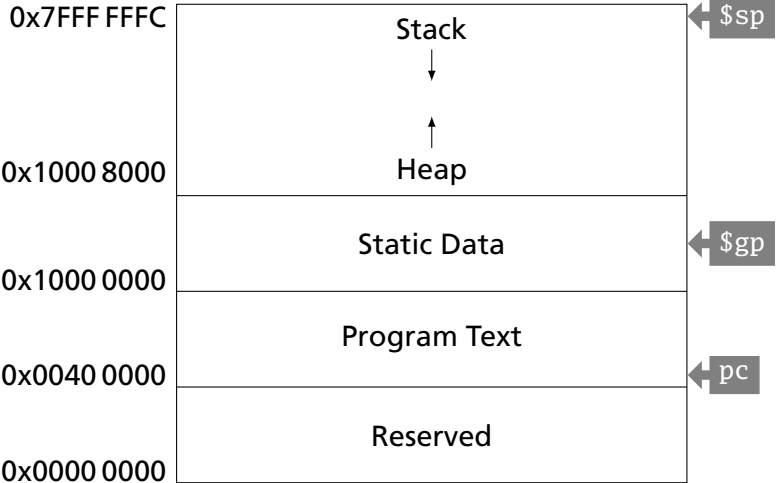 0x7FFF FFFC
Stack
$sp
0x1000 8000
Heap
Static Data
$gp
0x1000 0000
Program Text
0x0040 0000
pc
Reserved
0x0000 0000